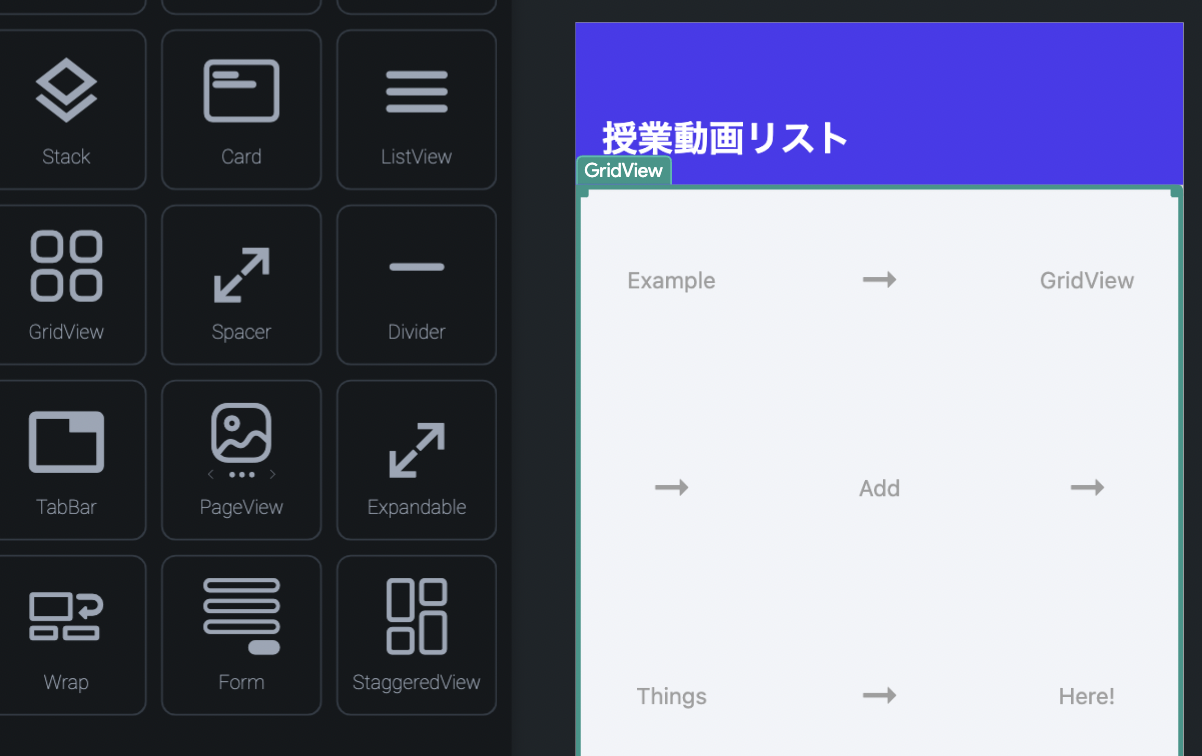 Stack
Card
ListView
GridView
Spacer
Divider
TabBar
PageView
Expandable
Wrap
Form
StaggeredView
授業動画リスト
GridView
Example → GridView
→ Add →
Things → Here!